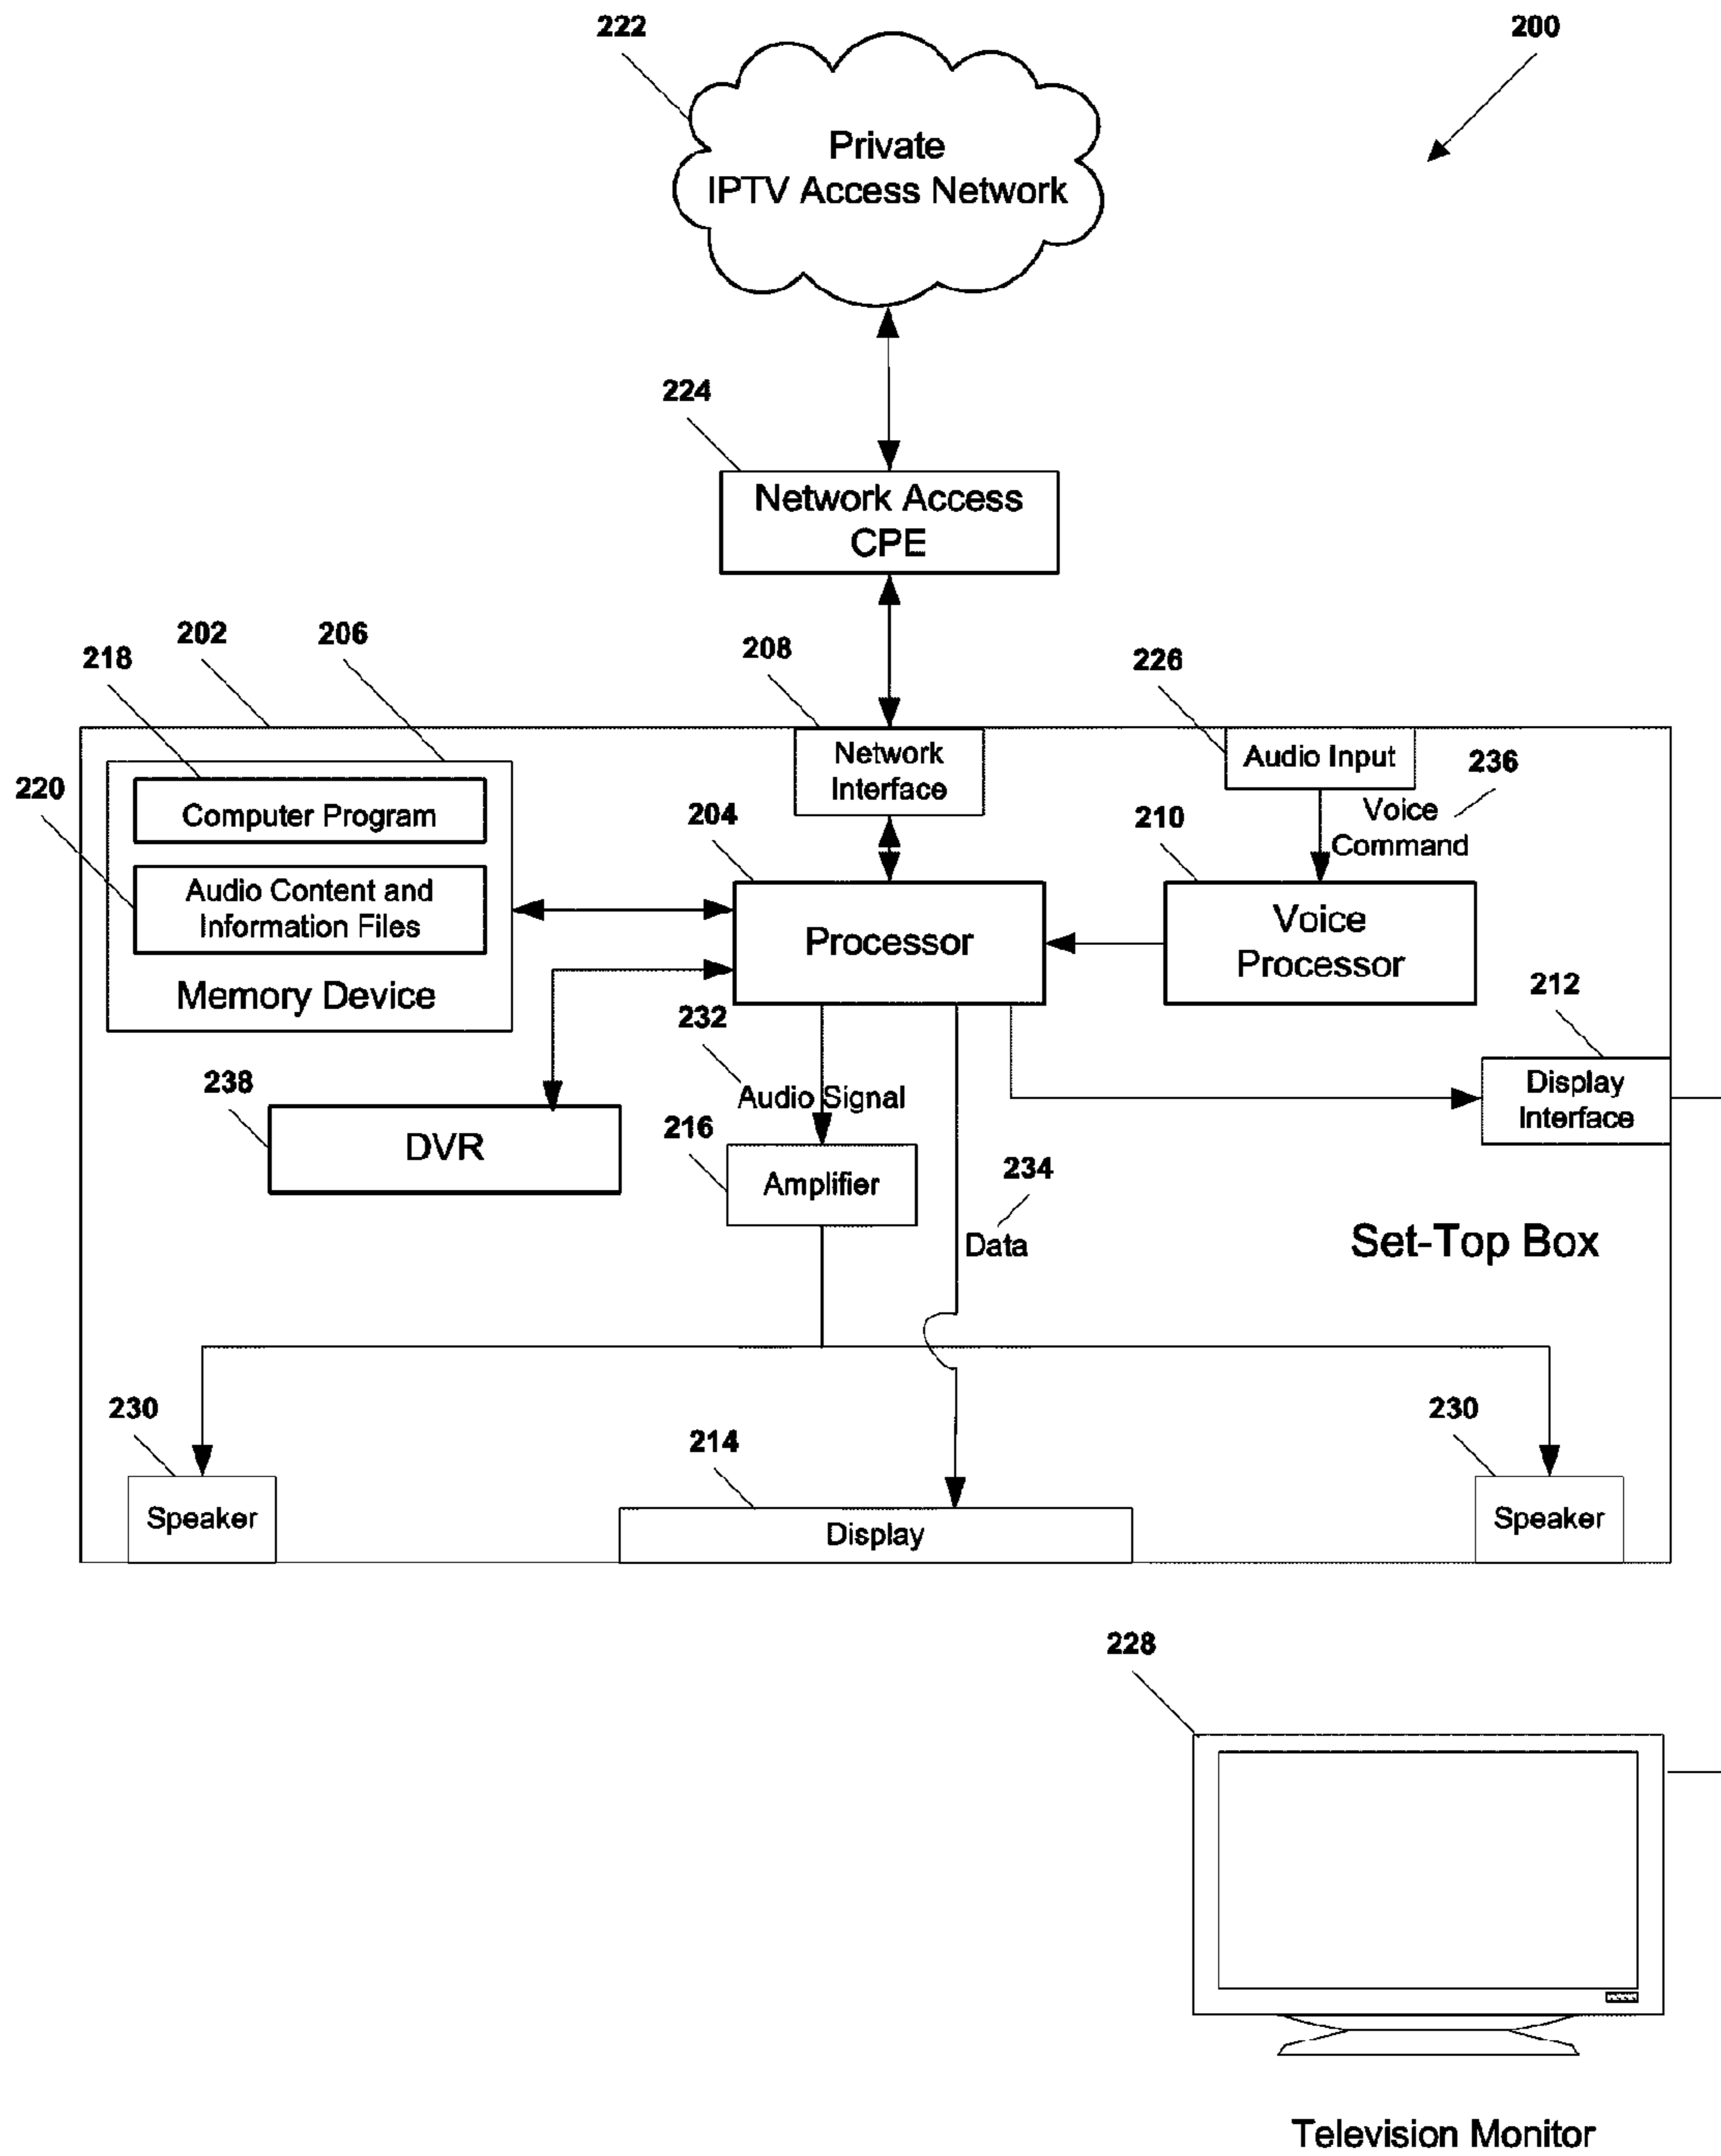 222
200
Private
IPTV Access Network
224
Network Access
CPE
202
206
218
208
226
220
Computer Program
Network
Interface
Audio Input
236
204
210
Voice
Command
Audio Content and
Information Files
Memory Device
Processor
Voice
Processor
232
212
238
Audio Signal
Display
Interface
DVR
216
Amplifier
234
Data
Set-Top Box
230
214
230
Speaker
Display
Speaker
228
Television Monitor